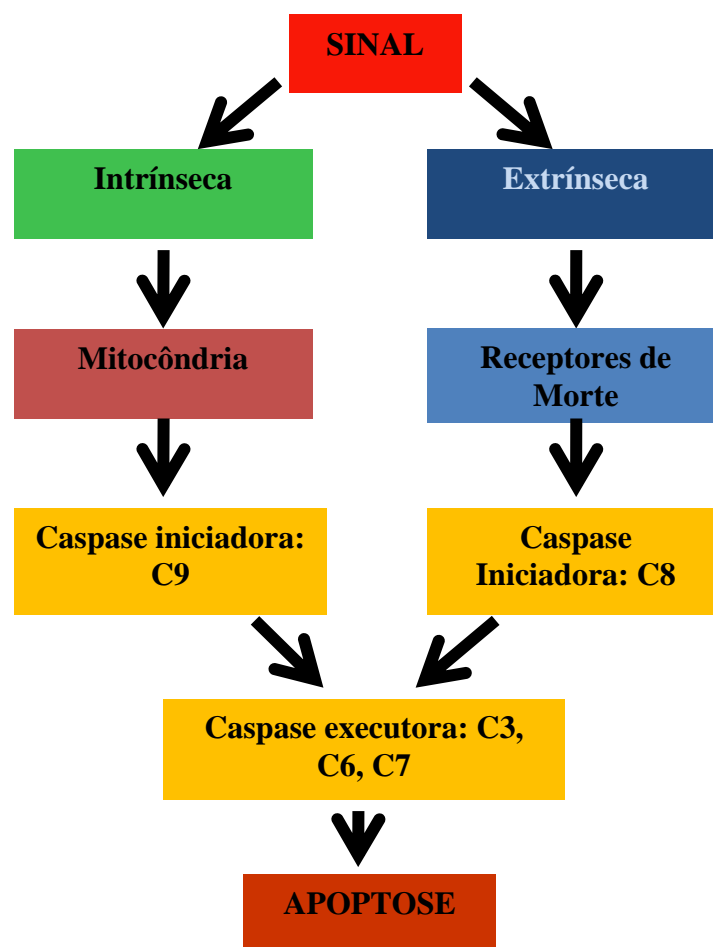 SINAL
Intrínseca
Extrínseca
Mitocôndria
Receptores de
Morte
Caspase iniciadora:
C9
Caspase
Iniciadora: C8
Caspase executora: C3,
C6, C7
APOPTOSE